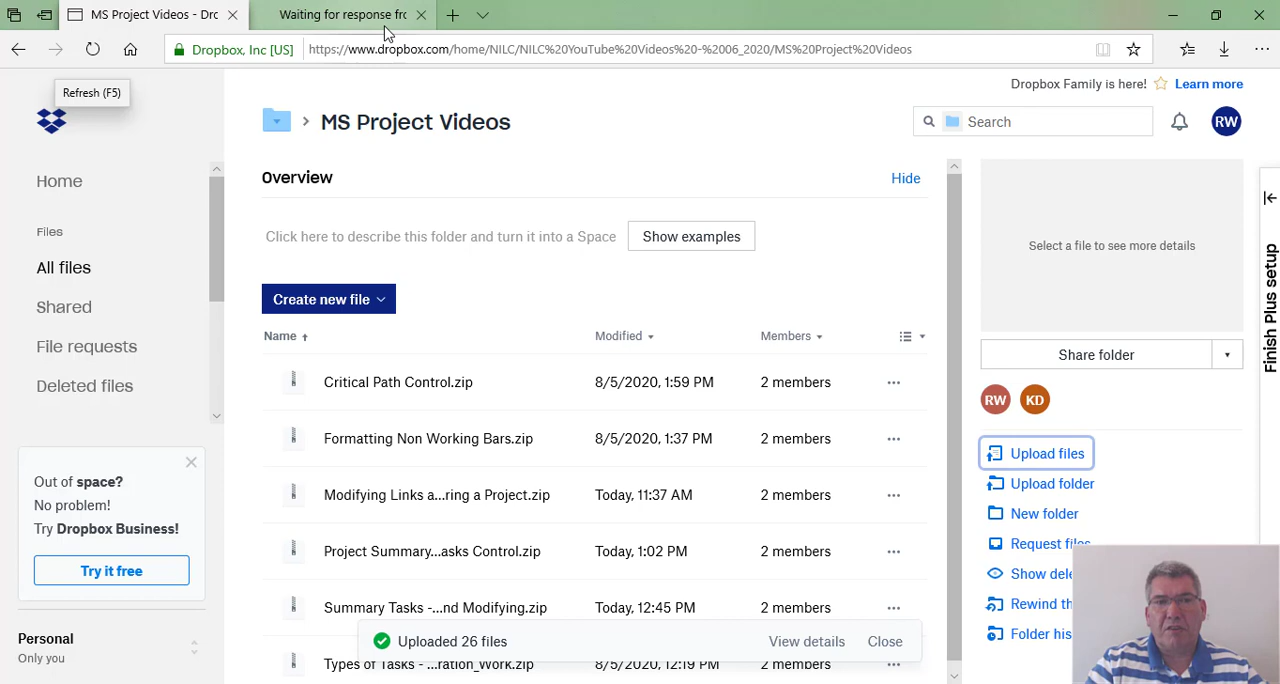 MS Project Videos - Drc
Waiting for response frc
Dropbox, Inc [US]
https://www.dropbox.com/home/NILC/NILC%20YouTube%20Videos%20-%2006_2020/MS%20Project%20Videos
Refresh (F5)
Dropbox Family is here! Learn more
MS Project Videos
Search
RW
Home
Files
All files
Shared
File requests
Deleted files
Overview
Hide
Click here to describe this folder and turn it into a Space
Show examples
Create new file
Name
Modified
Members
Critical Path Control.zip 8/5/2020, 1:59 PM 2 members
Formatting Non Working Bars.zip 8/5/2020, 1:37 PM 2 members
Modifying Links a...ring a Project.zip Today, 11:37 AM 2 members
Project Summary...asks Control.zip Today, 1:02 PM 2 members
Summary Tasks -...nd Modifying.zip Today, 12:45 PM 2 members
Types of Tasks - ...ration_Work.zip 8/5/2020, 12:19 PM 2 members
Uploaded 26 files
View details
Close
Select a file to see more details
Share folder
RW
KD
Upload files
Upload folder
New folder
Request files
Show dele
Rewind th
Folder his
Finish Plus setup
Out of space?
No problem!
Try Dropbox Business!
Try it free
Personal
Only you